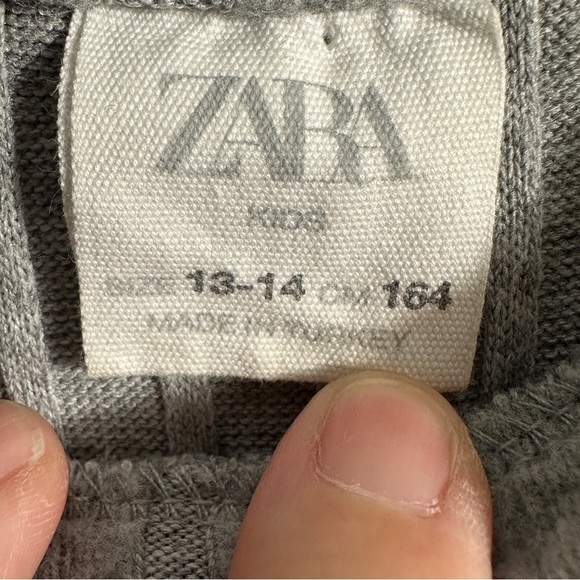 ZARA
KIDS
SIZE 13-14 CM 164
MADE IN TURKEY